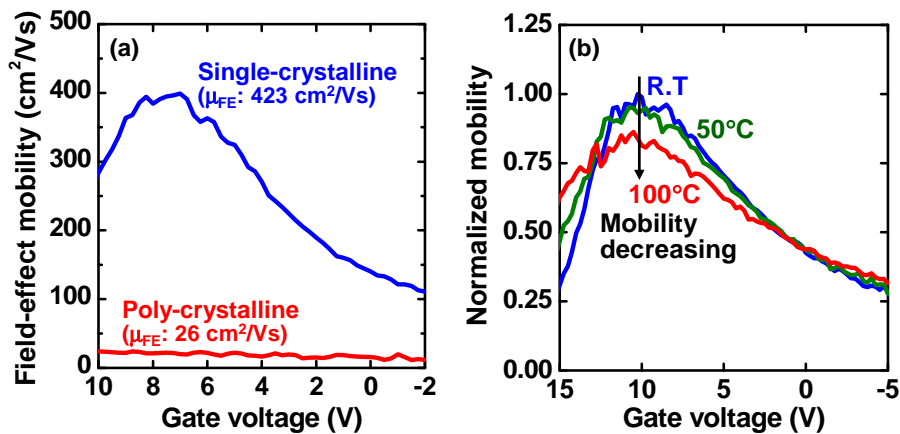 (a)
Field-effect mobility (cm²/Vs)
500
400
300
200
100
0
Single-crystalline
(μFE: 423 cm²/Vs)
Poly-crystalline
(μFE: 26 cm²/Vs)
10 8 6 4 2 0 -2
Gate voltage (V)
(b)
Normalized mobility
1.25
1.00
0.75
0.50
0.25
0.00
R.T
50°C
100°C
Mobility
decreasing
15 10 5 0 -5
Gate voltage (V)